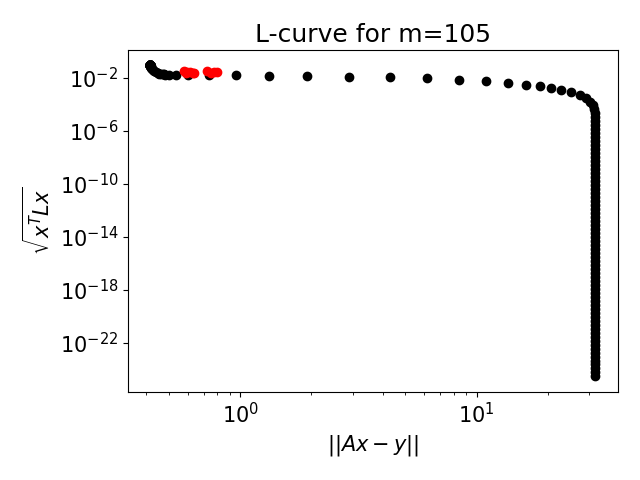 L-curve for m=105
10^{-2}
10^{-6}
10^{-10}
10^{-14}
10^{-18}
10^{-22}
\sqrt{x^T Lx}
10^0 10^1
||Ax − y||